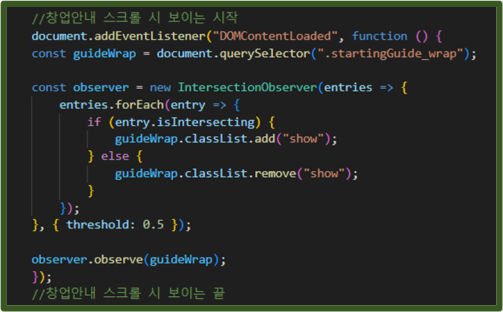 //창업안내 스크롤 시 보이는 시작
document.addEventListener("DOMContentLoaded", function () {
const guideWrap = document.querySelector(".startingGuide_wrap");
const observer = new IntersectionObserver(entries => {
entries.forEach(entry => {
if (entry.isIntersecting) {
guideWrap.classList.add("show");
} else {
guideWrap.classList.remove("show");
}
});
}, { threshold: 0.5 });
observer.observe(guideWrap);
});
//창업안내 스크롤 시 보이는 끝